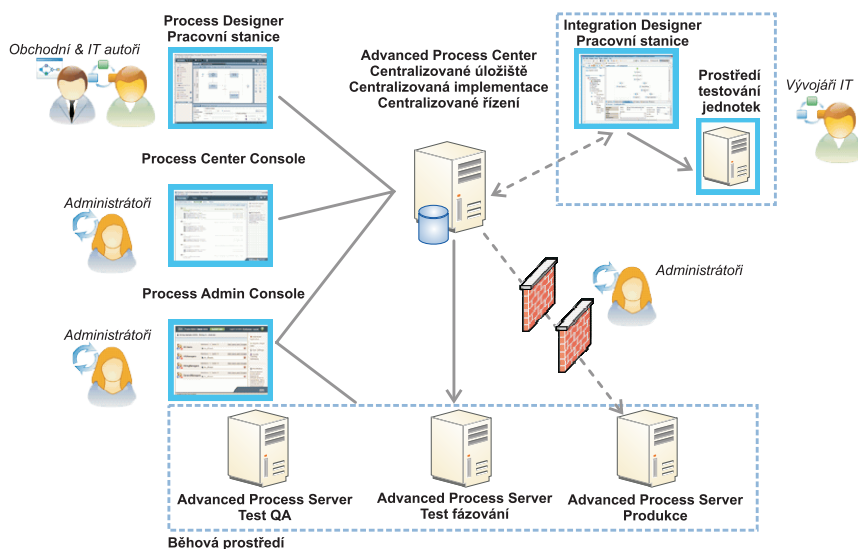 Process Designer
Pracovní stanice
Obchodní & IT autoři
Advanced Process Center
Centralizované úložiště
Centralizovaná implementace
Centralizované řízení
Integration Designer
Pracovní stanice
Prostředí
testování
jednotek
Vývojáři IT
Process Center Console
Administrátoři
Process Admin Console
Administrátoři
Administrátoři
Advanced Process Server
Test QA
Advanced Process Server
Test fázování
Advanced Process Server
Produkce
Běhová prostředí